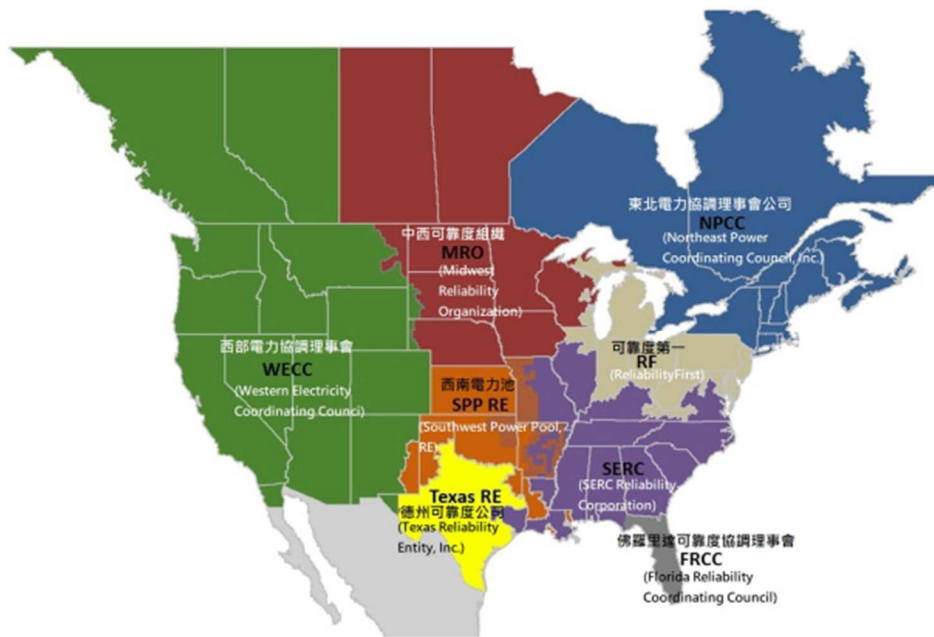 東北電力協調理事會公司
NPCC
(Northeast Power
Coordinating Council, Inc.)
中西可靠度組織
MRO
(Midwest
Reliability
Organization)
西部電力協調理事會
WECC
(Western Electricity
Coordinating Counci)
可靠度第一
RF
(ReliabilityFirst)
西南電力池
SPP RE
(Southwest Power Pool,
RE)
SERC
(SERC Reliability
Corporation)
Texas RE
德州可靠度公司
(Texas Reliability
Entity, Inc.)
佛羅里達可靠度協調理事會
FRCC
(Florida Reliability
Coordinating Council)